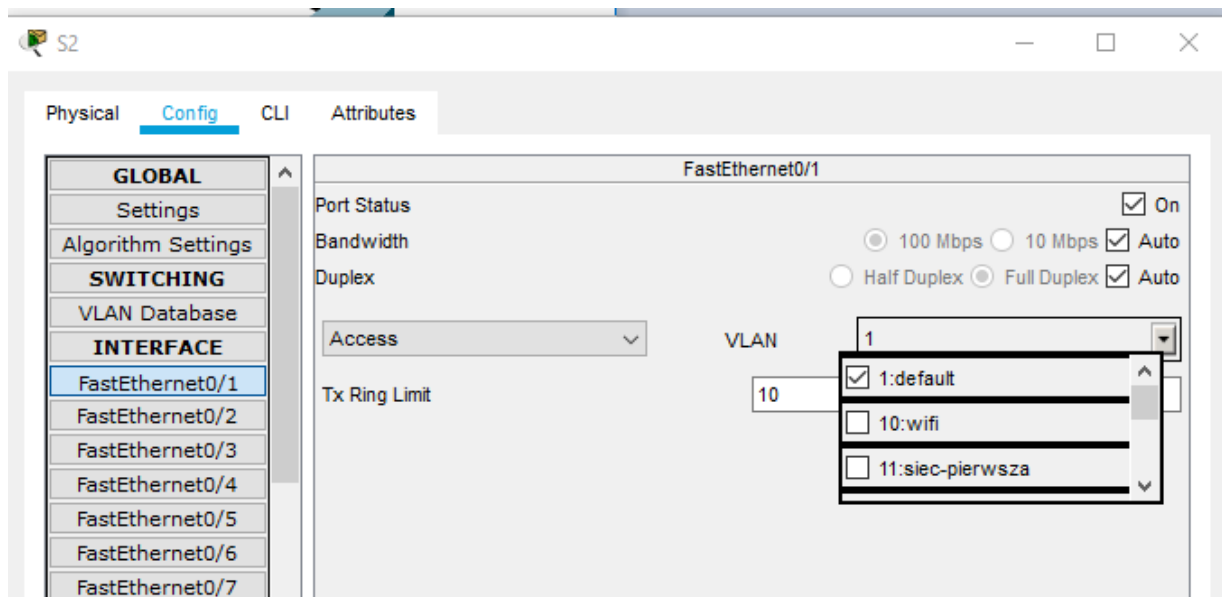 S2
Physical Config CLI Attributes
GLOBAL
Settings
Algorithm Settings
SWITCHING
VLAN Database
INTERFACE
FastEthernet0/1
FastEthernet0/2
FastEthernet0/3
FastEthernet0/4
FastEthernet0/5
FastEthernet0/6
FastEthernet0/7
FastEthernet0/1
Port Status On
Bandwidth 100 Mbps 10 Mbps Auto
Duplex Half Duplex Full Duplex Auto
Access VLAN 1
1:default
Tx Ring Limit 10
10:wifi
11:siec-pierwsza